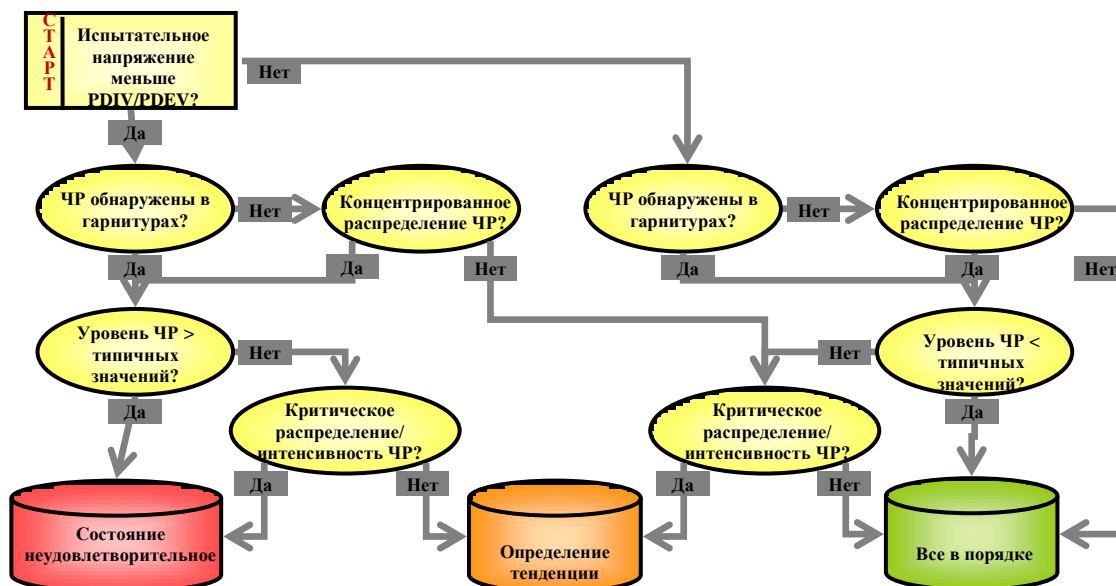 СТАРТ
Испытательное
напряжение
меньше
PDIV/PDEV?
Нет
Да
ЧР обнаружены в
гарнитурах?
Нет
Концентрированное
распределение ЧР?
ЧР обнаружены в
гарнитурах?
Нет
Концентрированное
распределение ЧР?
Да
Да
Нет
Да
Да
Нет
Уровень ЧР >
типичных
значений?
Нет
Нет
Уровень ЧР <
типичных
значений?
Да
Критическое
распределение/
интенсивность ЧР?
Критическое
распределение/
интенсивность ЧР?
Да
Да
Нет
Да
Нет
Состояние
неудовлетворительное
Определение
тенденции
Все в порядке